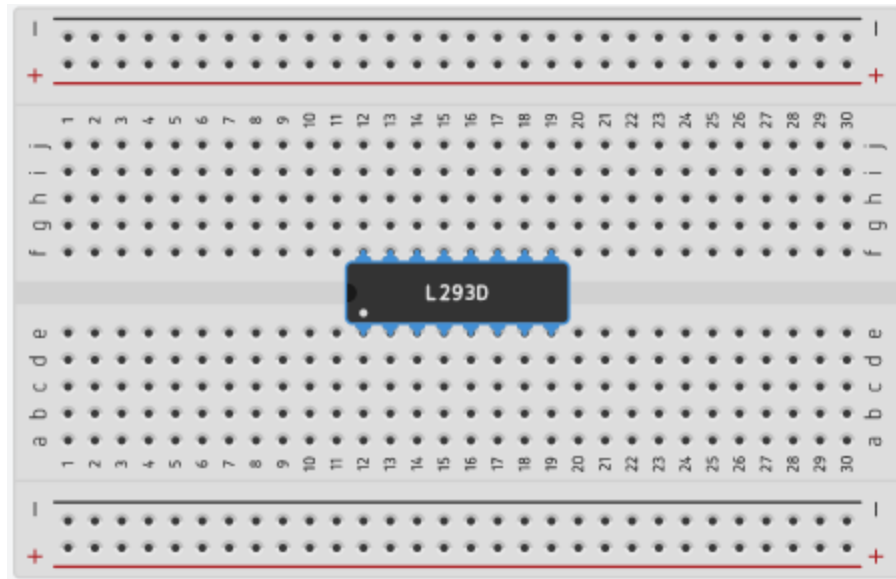 − −
+ +
1 2 3 4 5 6 7 8 9 10 11 12 13 14 15 16 17 18 19 20 21 22 23 24 25 26 27 28 29 30
j j
i i
h h
g g
f f
L293D
e e
d d
c c
b b
a a
1 2 3 4 5 6 7 8 9 10 11 12 13 14 15 16 17 18 19 20 21 22 23 24 25 26 27 28 29 30
− −
+ +